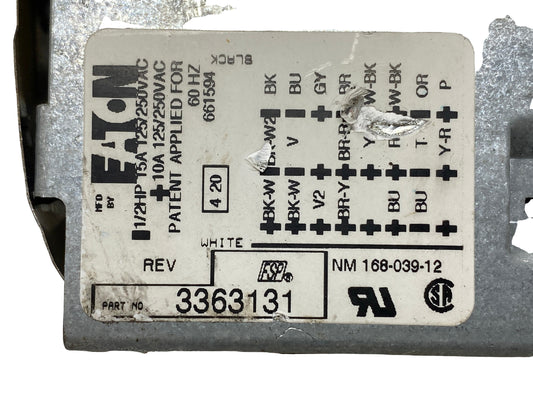 MFD
BY
EATON
1/2HP 15A 125/250VAC
10A 125/250VAC
PATENT APPLIED FOR
60 HZ
661594
4 20
BLACK
WHITE
BK
BK-W
BU
V
BK-W
GY
V2
BR
BR-Y
Y
W-BK
R
BU
OR
T
BU
P
Y-R
REV
ESP®
NM 168-039-12
PART NO.
3363131